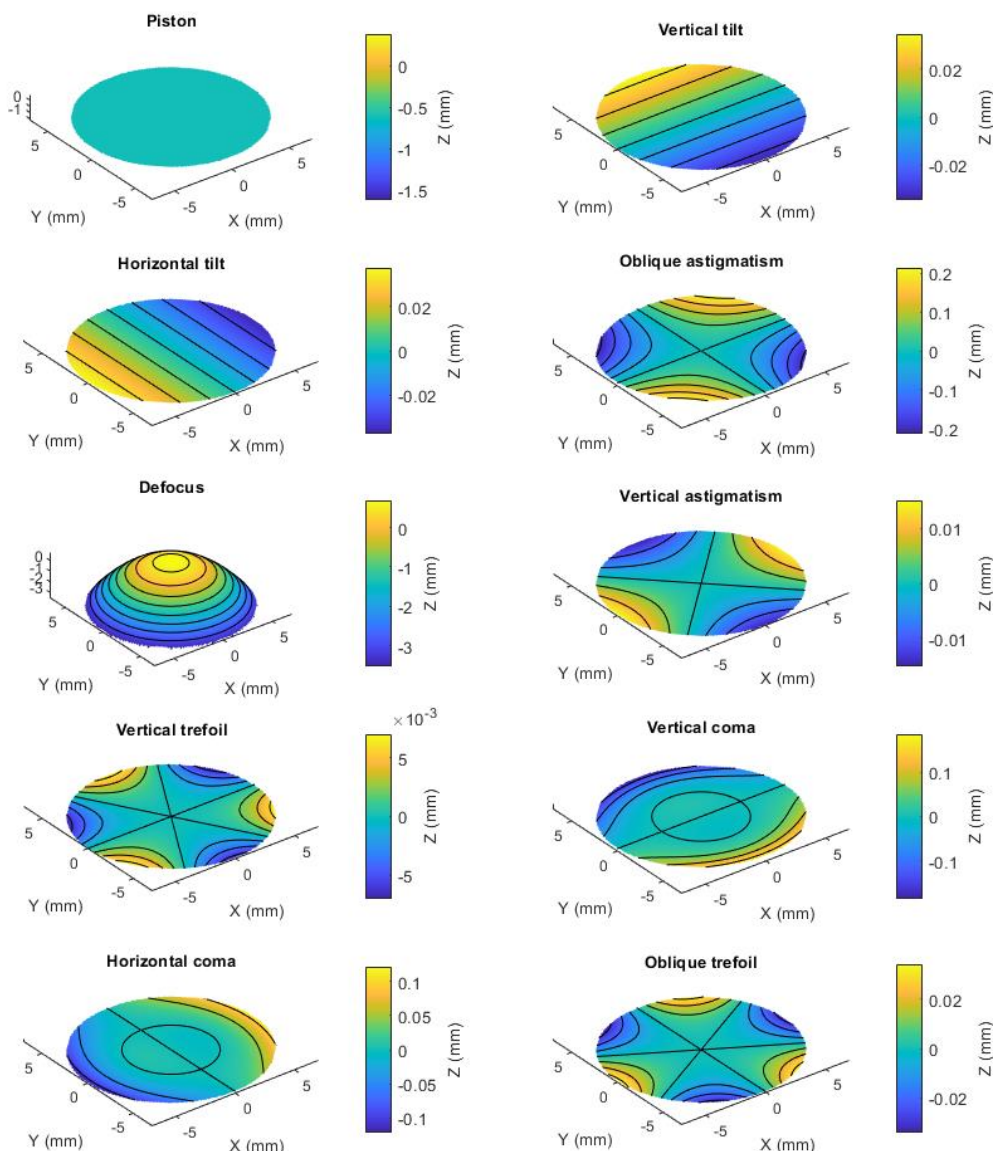 Piston
0
-0.5
-1
-1.5
Z (mm)
0
-1
5
0
-5
Y (mm)
-5
0
5
X (mm)
Vertical tilt
0.02
0
-0.02
Z (mm)
5
0
-5
Y (mm)
-5
0
5
X (mm)
Horizontal tilt
0.02
0
-0.02
Z (mm)
5
0
-5
Y (mm)
-5
0
5
X (mm)
Oblique astigmatism
0.2
0.1
0
-0.1
-0.2
Z (mm)
5
0
-5
Y (mm)
-5
0
5
X (mm)
Defocus
0
-1
-2
-3
Z (mm)
0
-1
-2
-3
5
0
-5
Y (mm)
-5
0
5
X (mm)
Vertical astigmatism
0.01
0
-0.01
Z (mm)
5
0
-5
Y (mm)
-5
0
5
X (mm)
Vertical trefoil
×10-3
5
0
-5
Z (mm)
5
0
-5
Y (mm)
-5
0
5
X (mm)
Vertical coma
0.1
0
-0.1
Z (mm)
5
0
-5
Y (mm)
-5
0
5
X (mm)
Horizontal coma
0.1
0.05
0
-0.05
-0.1
Z (mm)
5
0
-5
Y (mm)
-5
0
5
X (mm)
Oblique trefoil
0.02
0
-0.02
Z (mm)
5
0
-5
Y (mm)
-5
0
5
X (mm)